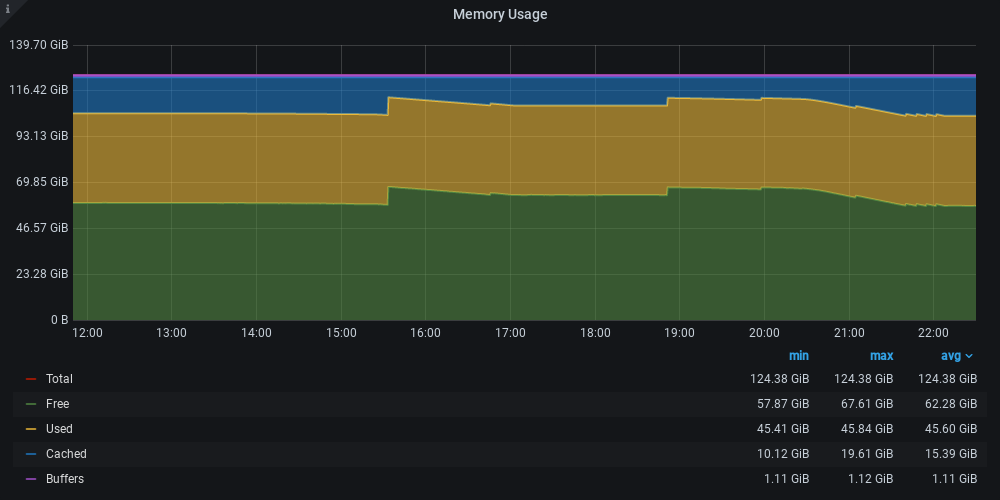 i
Memory Usage
139.70 GiB
116.42 GiB
93.13 GiB
69.85 GiB
46.57 GiB
23.28 GiB
0 B
12:00 13:00 14:00 15:00 16:00 17:00 18:00 19:00 20:00 21:00 22:00
min max avg
Total 124.38 GiB 124.38 GiB 124.38 GiB
Free 57.87 GiB 67.61 GiB 62.28 GiB
Used 45.41 GiB 45.84 GiB 45.60 GiB
Cached 10.12 GiB 19.61 GiB 15.39 GiB
Buffers 1.11 GiB 1.12 GiB 1.11 GiB